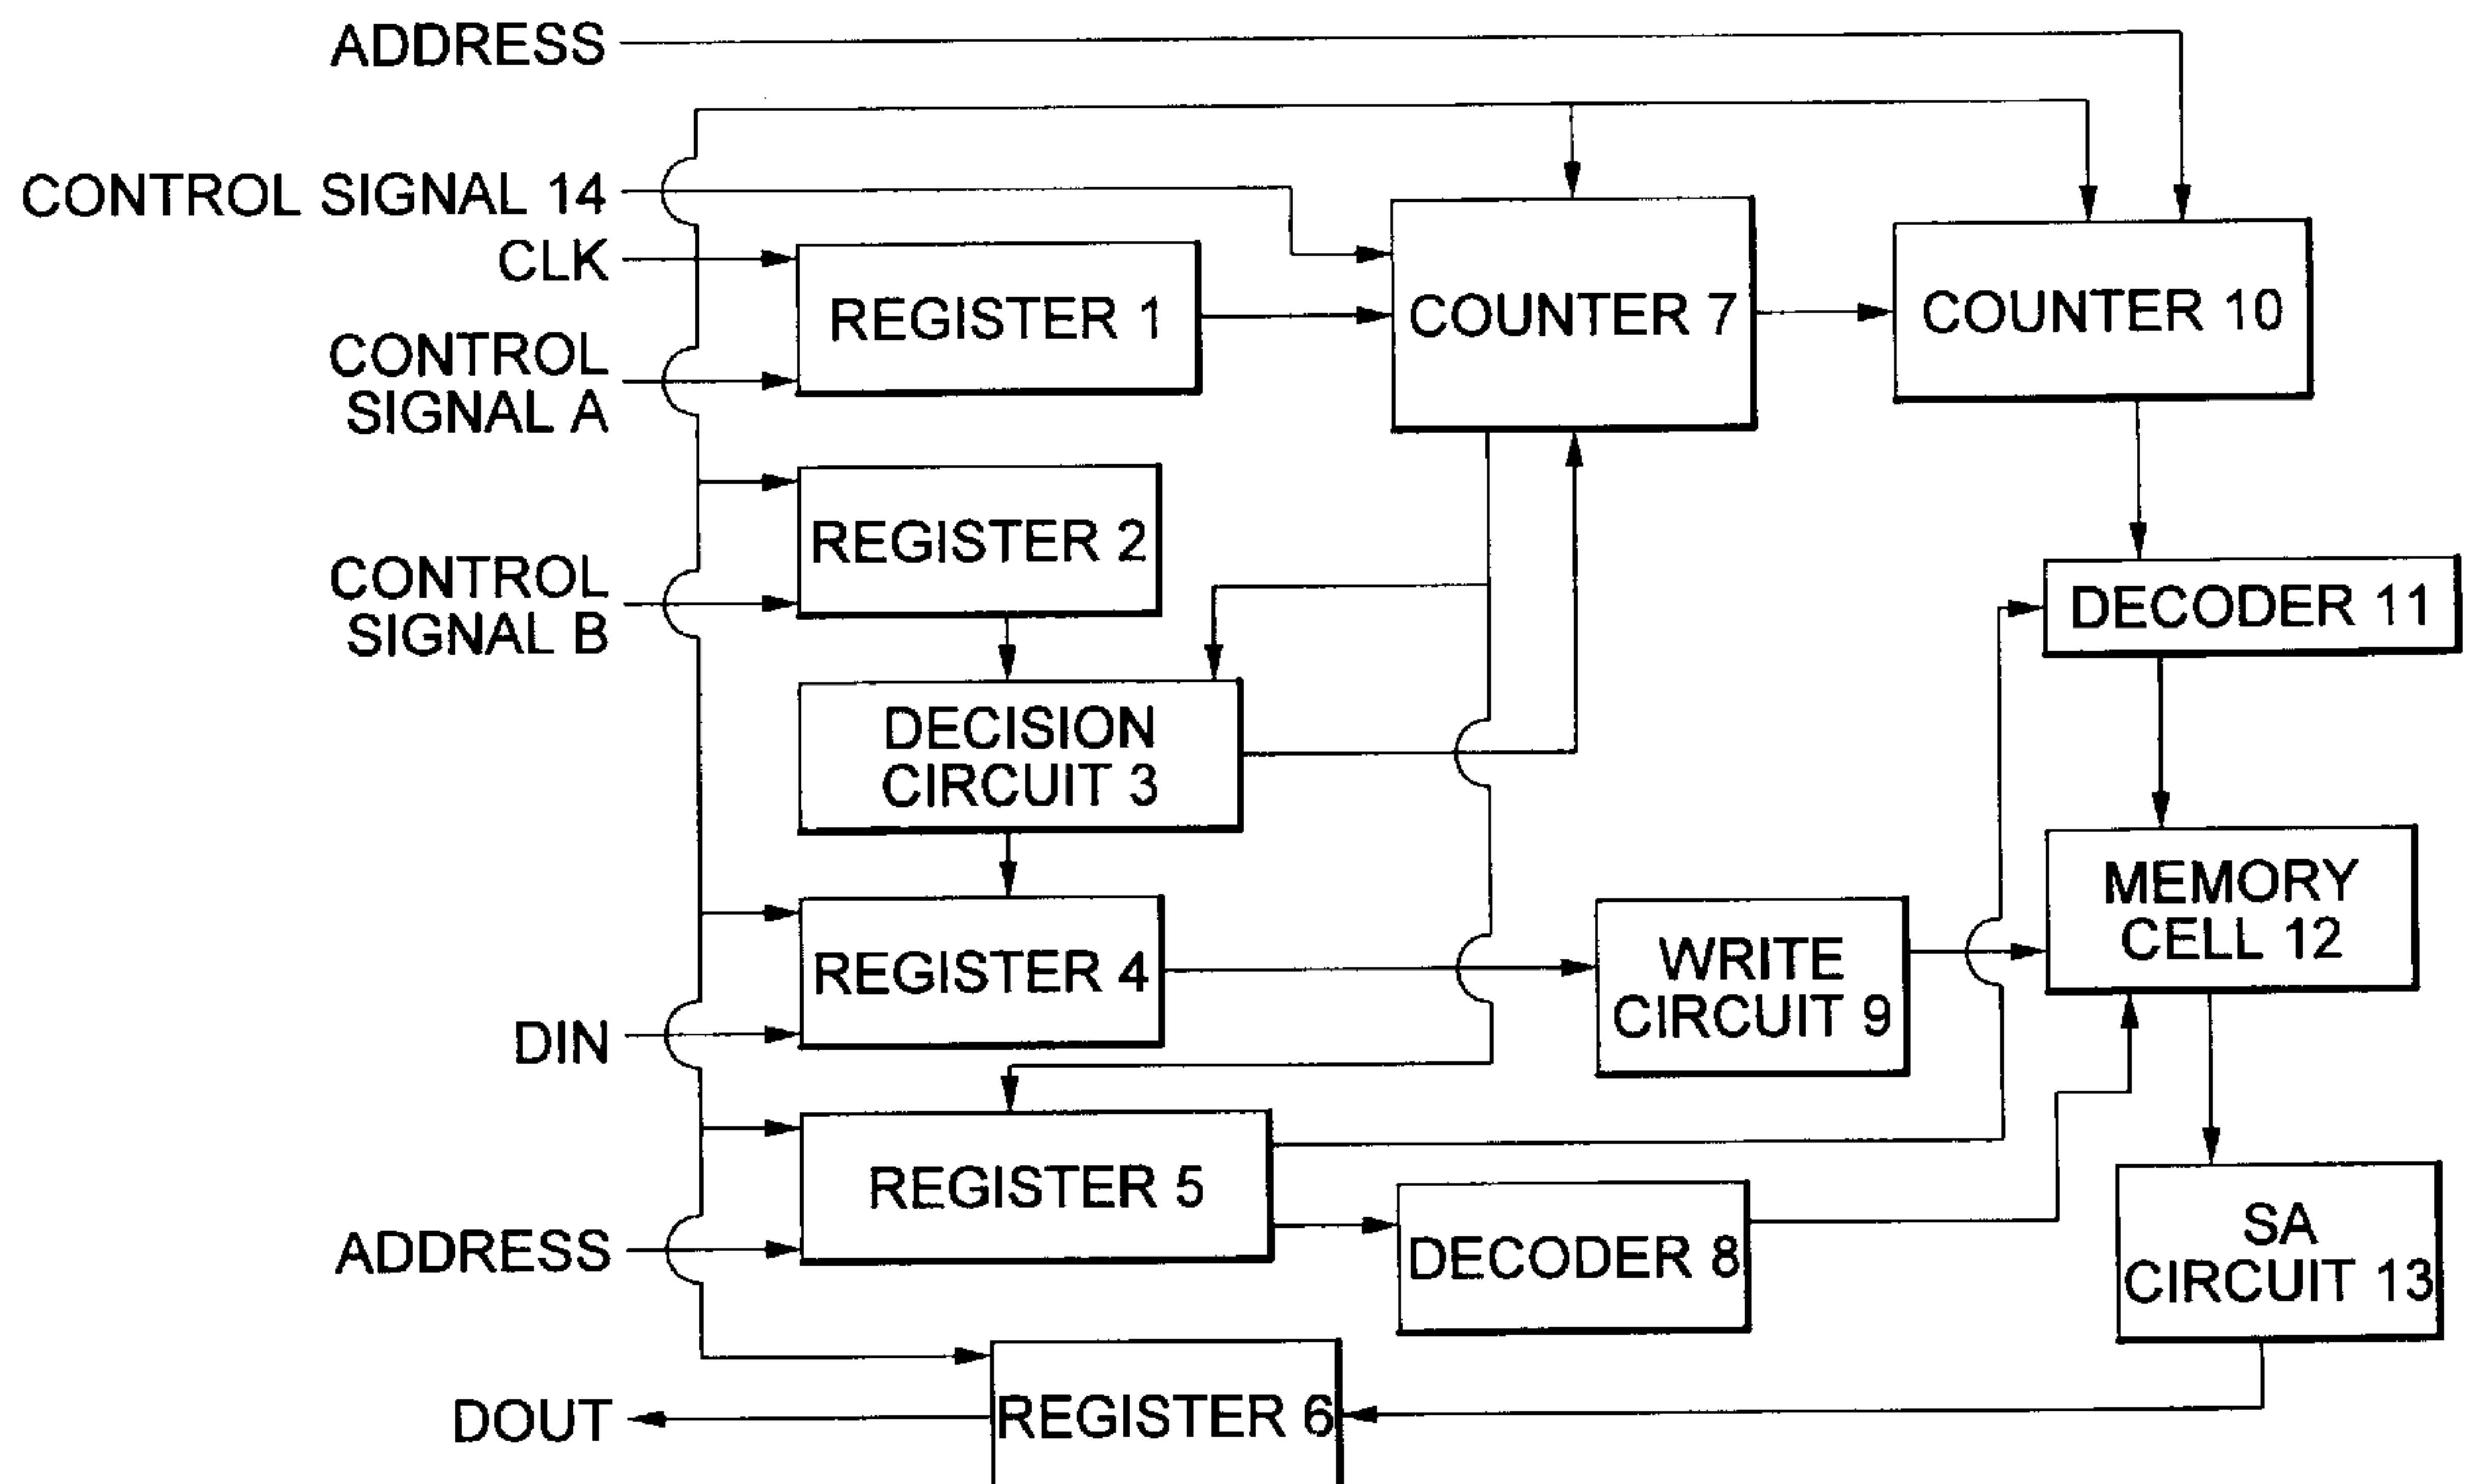 ADDRESS
CONTROL SIGNAL 14
CLK
REGISTER 1
COUNTER 7
COUNTER 10
CONTROL
SIGNAL A
REGISTER 2
CONTROL
SIGNAL B
DECODER 11
DECISION
CIRCUIT 3
MEMORY
CELL 12
REGISTER 4
WRITE
CIRCUIT 9
DIN
REGISTER 5
ADDRESS
DECODER 8
SA
CIRCUIT 13
DOUT
REGISTER 6